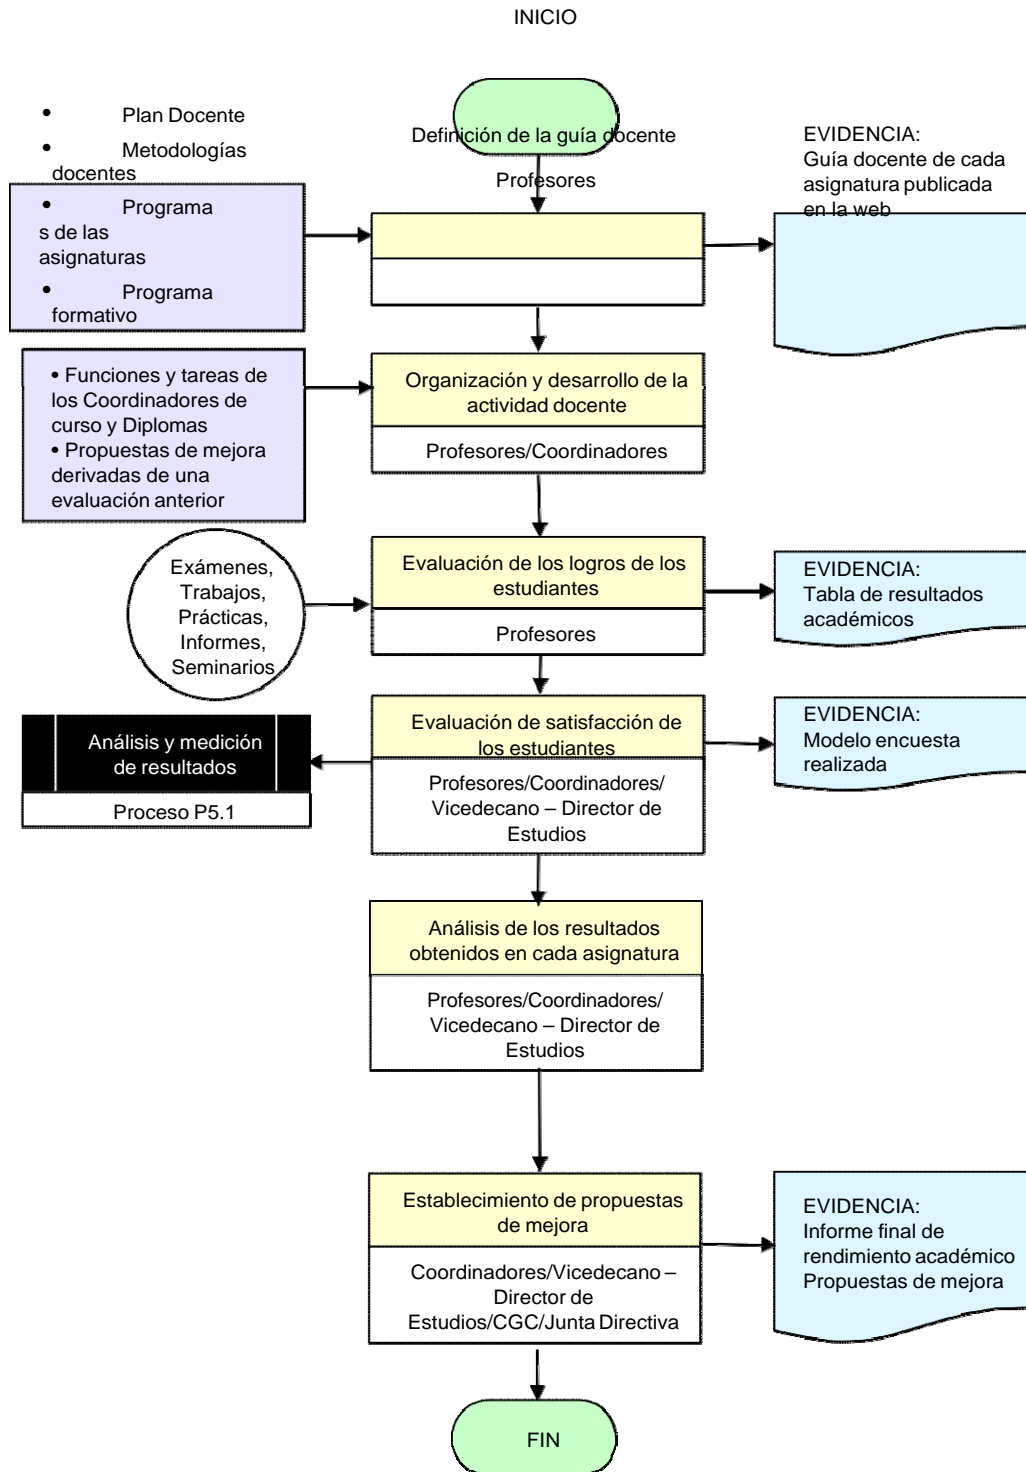 INICIO
• Plan Docente
• Metodologías
docentes
• Programa
s de las
asignaturas
• Programa
formativo
Definición de la guía docente
Profesores
EVIDENCIA:
Guía docente de cada
asignatura publicada
en la web
• Funciones y tareas de
los Coordinadores de
curso y Diplomas
• Propuestas de mejora
derivadas de una
evaluación anterior
Organización y desarrollo de la
actividad docente
Profesores/Coordinadores
Exámenes,
Trabajos,
Prácticas,
Informes,
Seminarios
Evaluación de los logros de los
estudiantes
Profesores
EVIDENCIA:
Tabla de resultados
académicos
Análisis y medición
de resultados
Proceso P5.1
Evaluación de satisfacción de
los estudiantes
Profesores/Coordinadores/
Vicedecano – Director de
Estudios
EVIDENCIA:
Modelo encuesta
realizada
Análisis de los resultados
obtenidos en cada asignatura
Profesores/Coordinadores/
Vicedecano – Director de
Estudios
Establecimiento de propuestas
de mejora
Coordinadores/Vicedecano –
Director de
Estudios/CGC/Junta Directiva
EVIDENCIA:
Informe final de
rendimiento académico
Propuestas de mejora
FIN